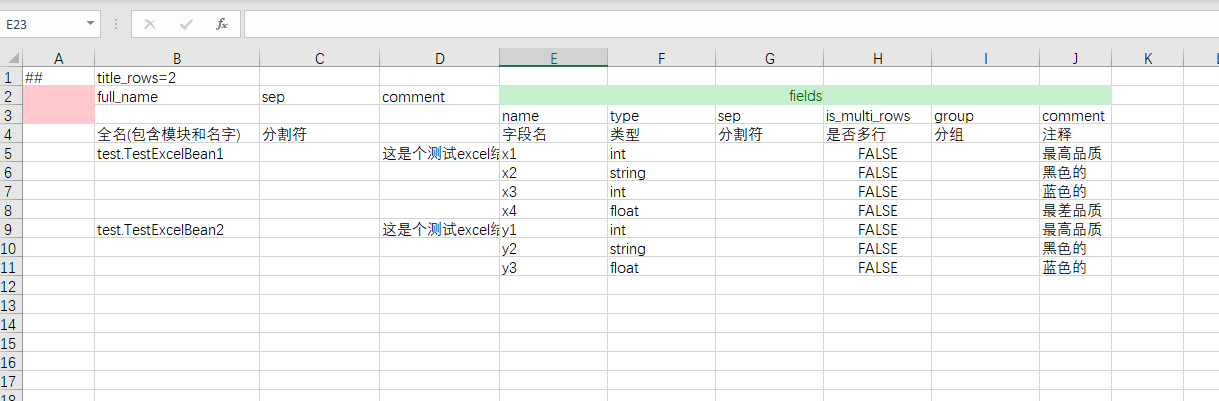 E23 fx
A B C D E F G H I J K L
1 ## title_rows=2
2 full_name sep comment fields
3 name type sep is_multi_rows group comment
4 全名(包含模块和名字) 分割符 字段名 类型 分割符 是否多行 分组 注释
5 test.TestExcelBean1 这是个测试excel结 x1 int FALSE 最高品质
6 x2 string FALSE 黑色的
7 x3 int FALSE 蓝色的
8 x4 float FALSE 最差品质
9 test.TestExcelBean2 这是个测试excel结 y1 int FALSE 最高品质
10 y2 string FALSE 黑色的
11 y3 float FALSE 蓝色的
12
13
14
15
16
17
18